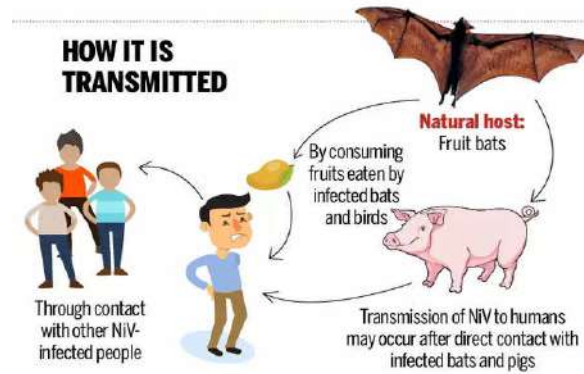 HOW IT IS
TRANSMITTED
Natural host:
Fruit bats
By consuming
fruits eaten by
infected bats
and birds
Through contact
with other NiV-
infected people
Transmission of NiV to humans
may occur after direct contact with
infected bats and pigs